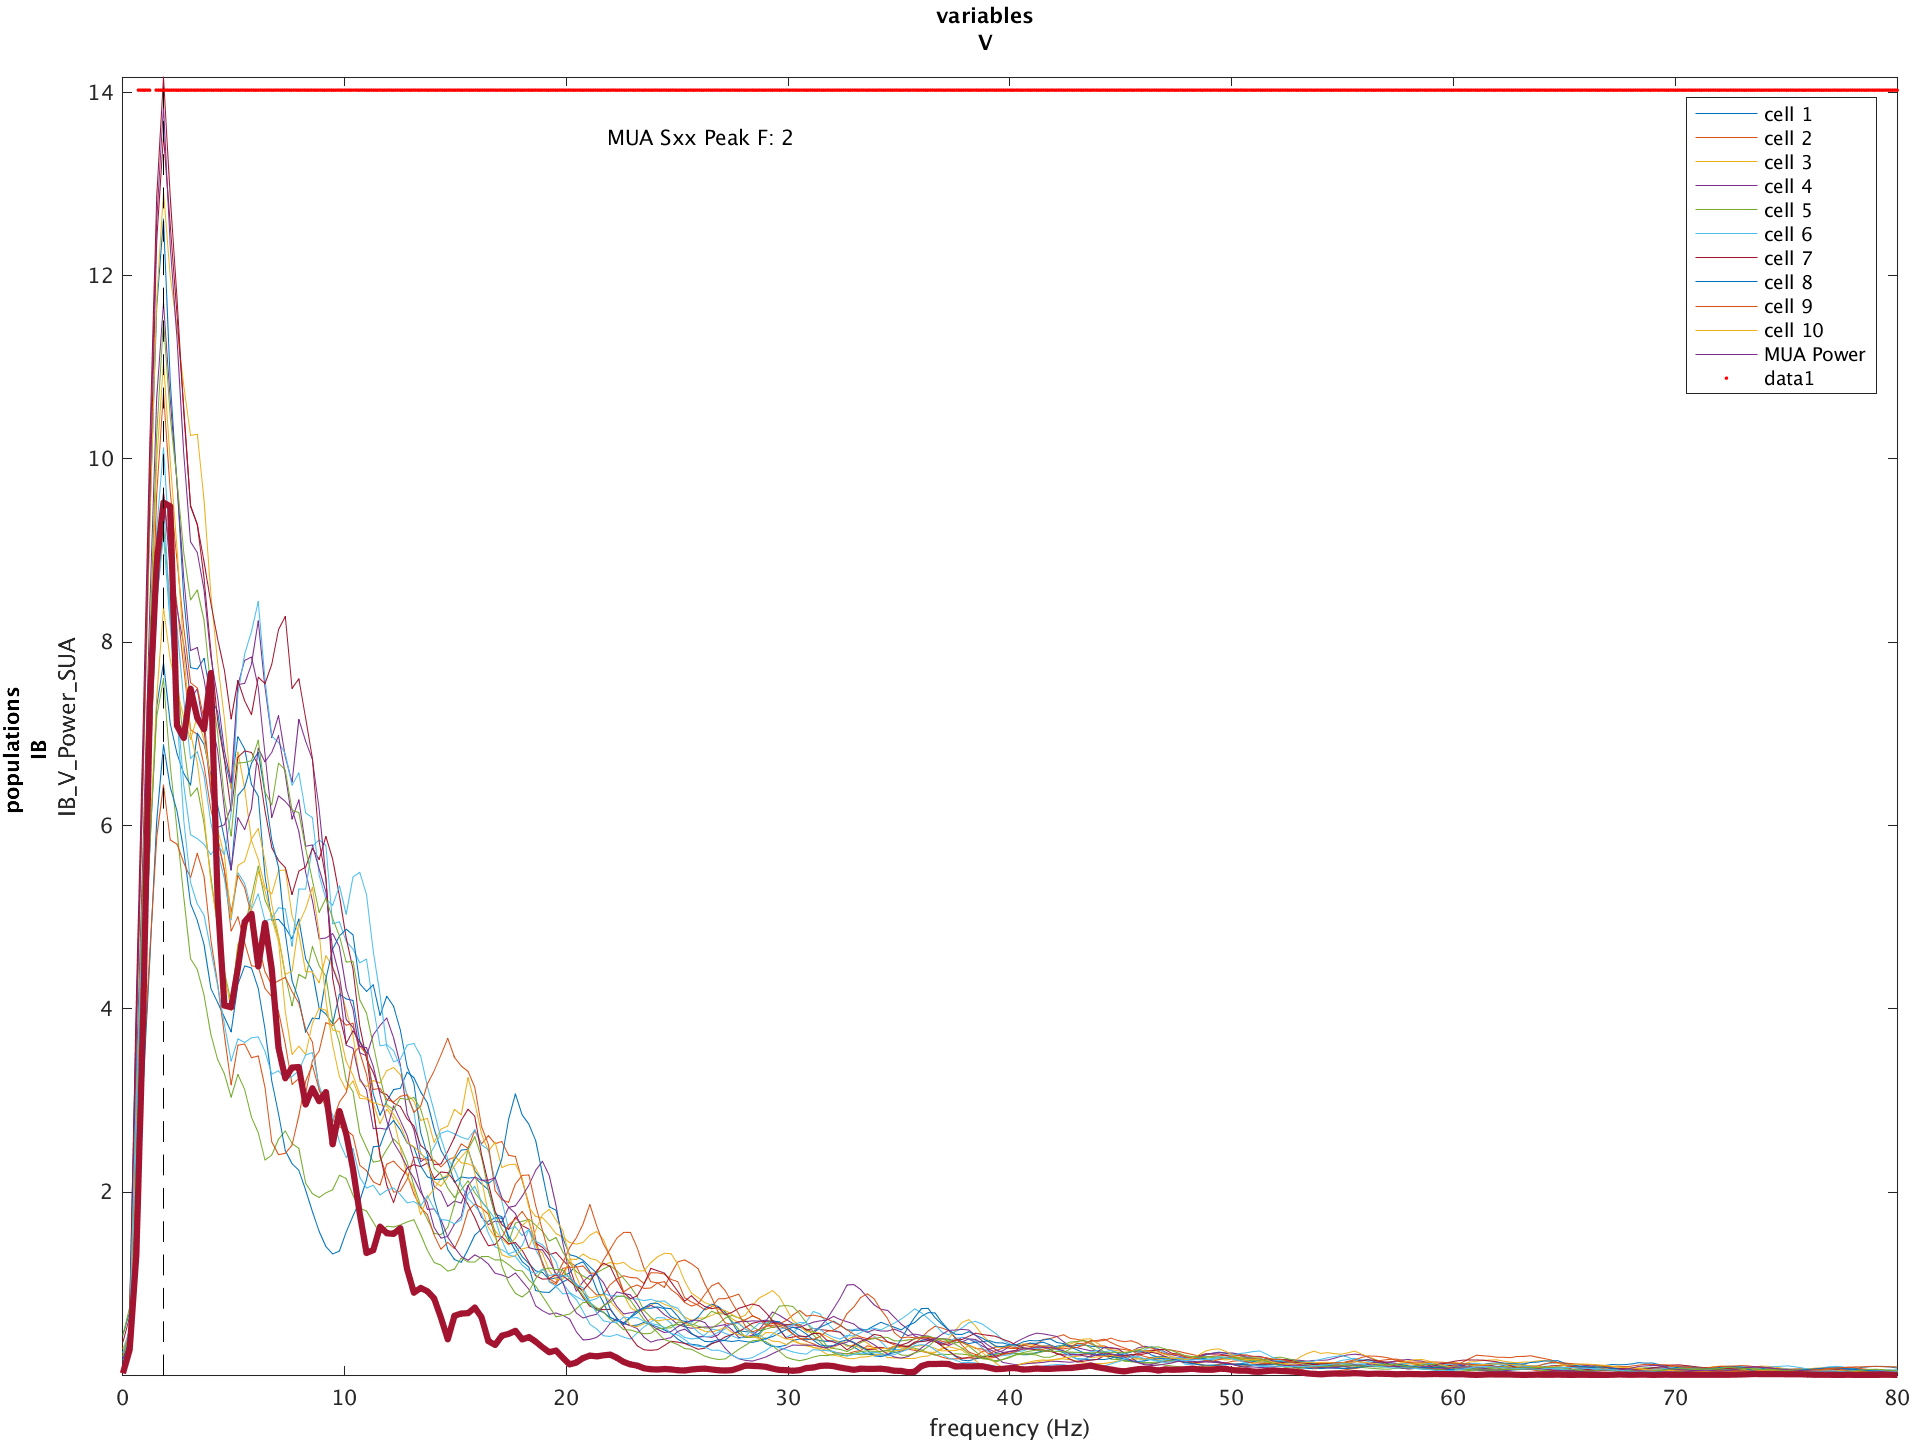 variables
V
14
12
10
8
6
4
2
0
10
20
30
40
50
60
70
80
frequency (Hz)
populations
IB
IB_V_Power_SUA
MUA Sxx Peak F: 2
cell 1
cell 2
cell 3
cell 4
cell 5
cell 6
cell 7
cell 8
cell 9
cell 10
MUA Power
data1